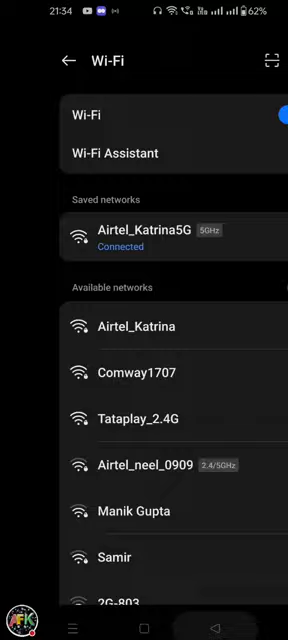 21:34 62%
Wi-Fi
Wi-Fi
Wi-Fi Assistant
Saved networks
Airtel_Katrina5G 5GHz
Connected
Available networks
Airtel_Katrina
Comway1707
Tataplay_2.4G
Airtel_neel_0909 2.4/5GHz
Manik Gupta
Samir
2G-803
AFK